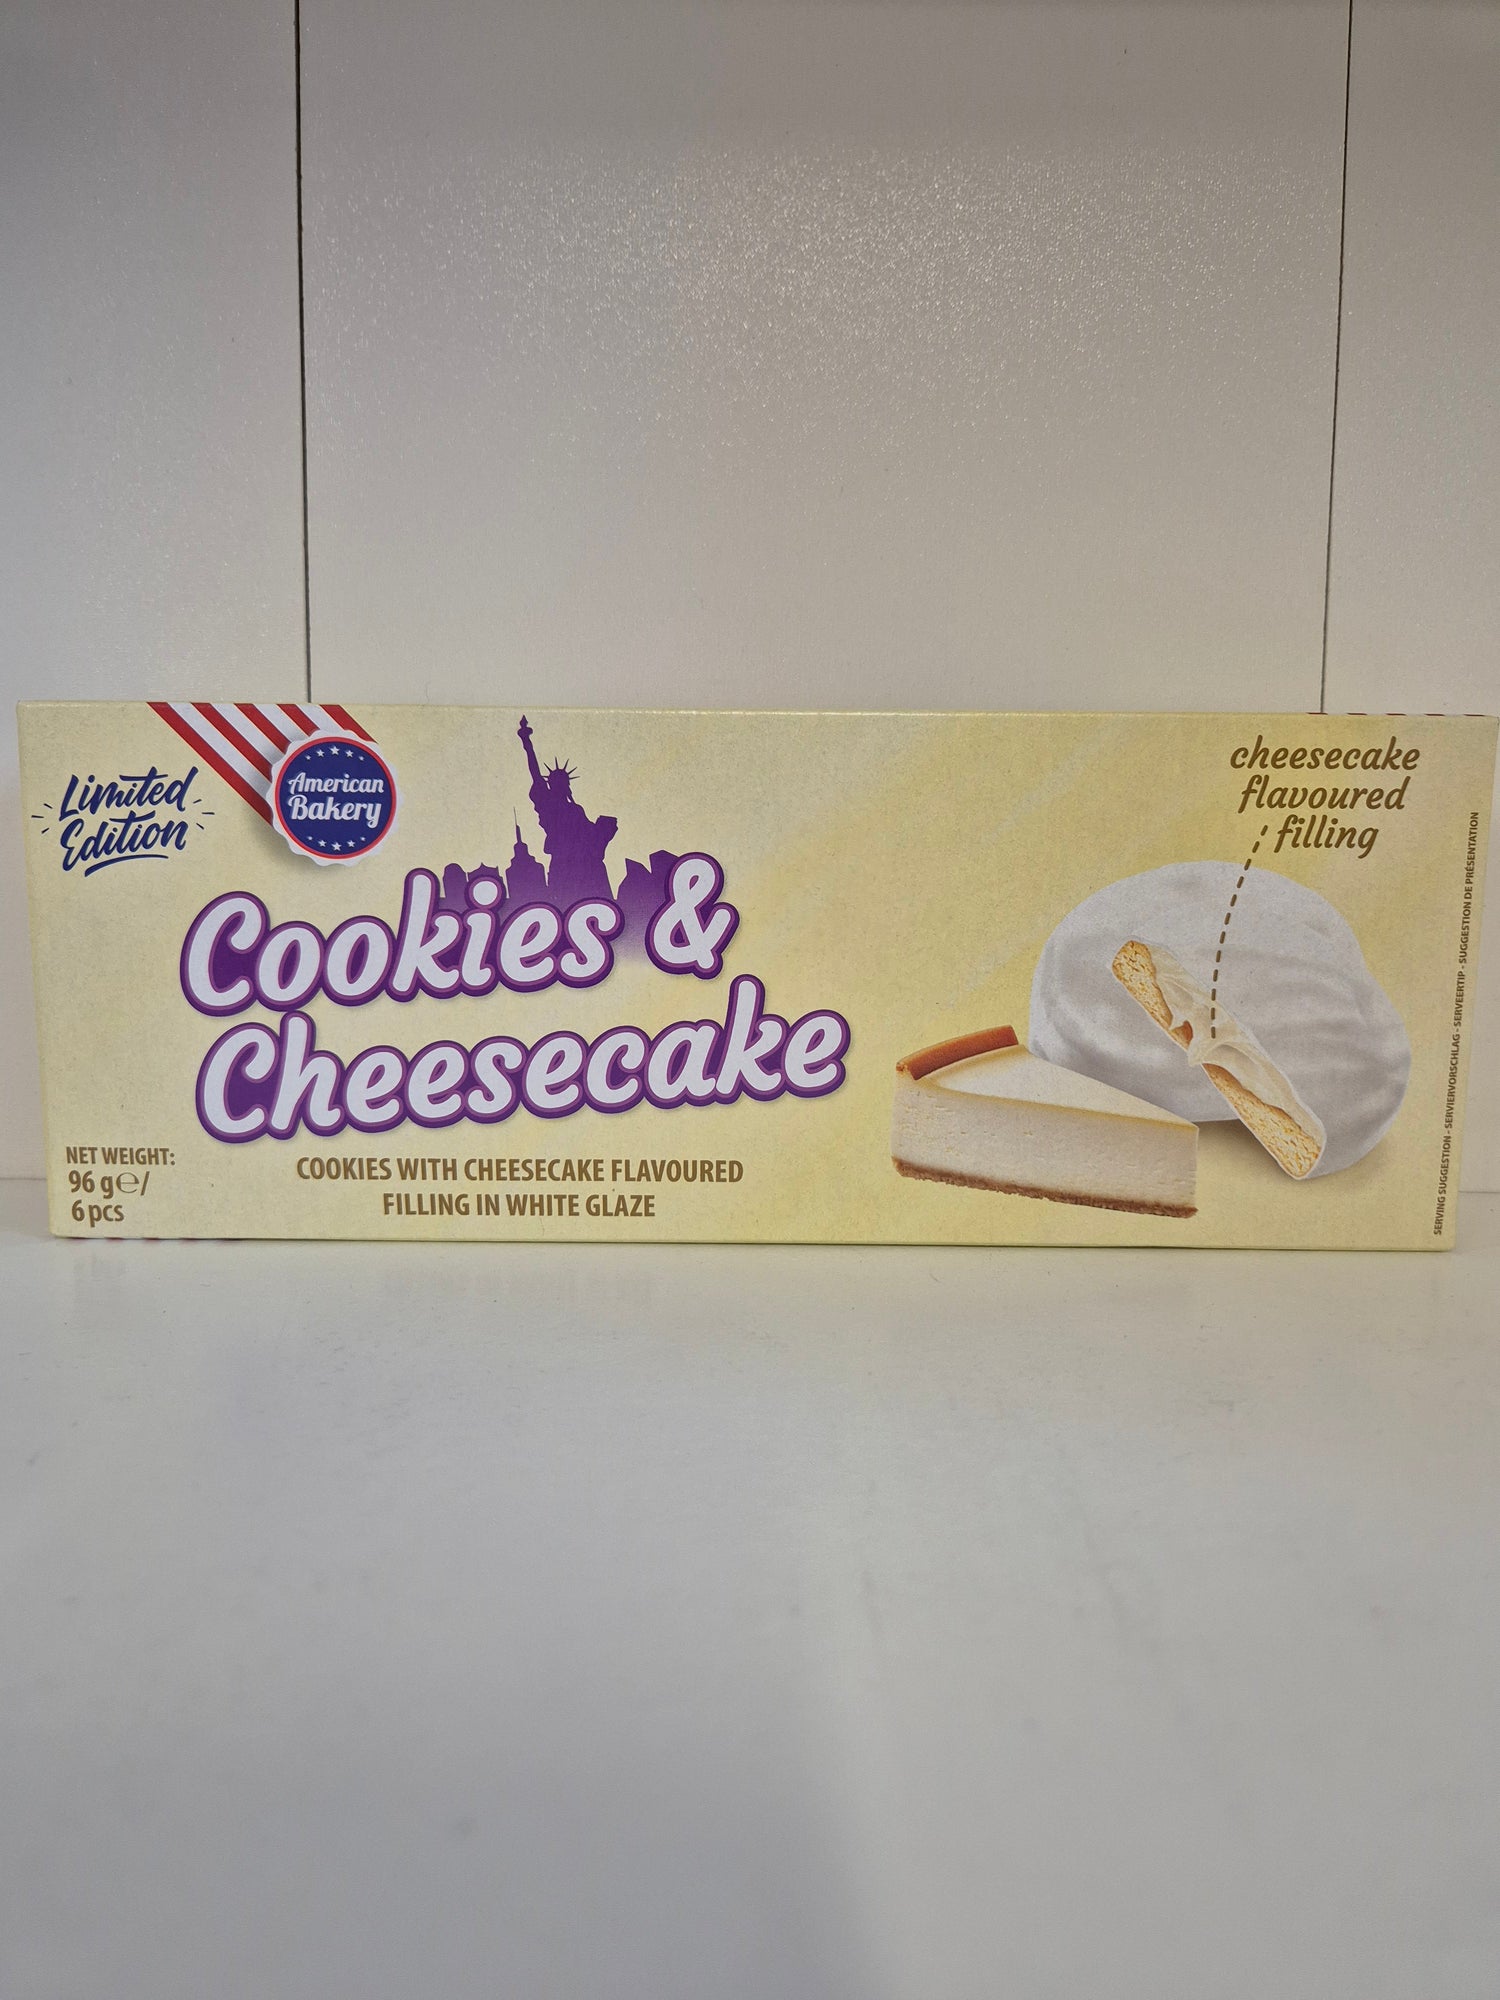 Limited
Edition
American
Bakery
Cookies &
Cheesecake
COOKIES WITH CHEESECAKE FLAVOURED
FILLING IN WHITE GLAZE
NET WEIGHT:
96 g℮/
6 pcs
cheesecake
flavoured
filling
SERVING SUGGESTION - SERVIERVORSCHLAG - SERVEERTIP - SUGGESTION DE PRÉSENTATION